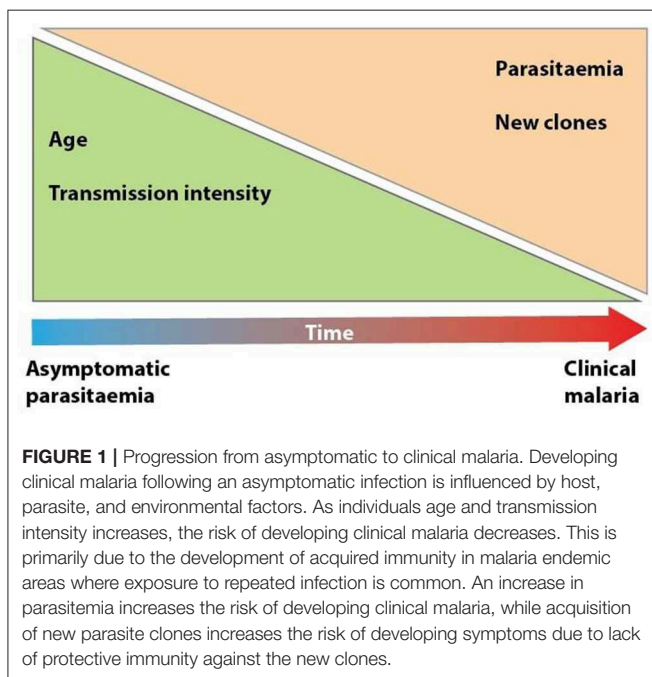 Parasitaemia
New clones
Age
Transmission intensity
Time
Asymptomatic
parasitaemia
Clinical
malaria
FIGURE 1 | Progression from asymptomatic to clinical malaria. Developing
clinical malaria following an asymptomatic infection is influenced by host,
parasite, and environmental factors. As individuals age and transmission
intensity increases, the risk of developing clinical malaria decreases. This is
primarily due to the development of acquired immunity in malaria endemic
areas where exposure to repeated infection is common. An increase in
parasitemia increases the risk of developing clinical malaria, while acquisition
of new parasite clones increases the risk of developing symptoms due to lack
of protective immunity against the new clones.